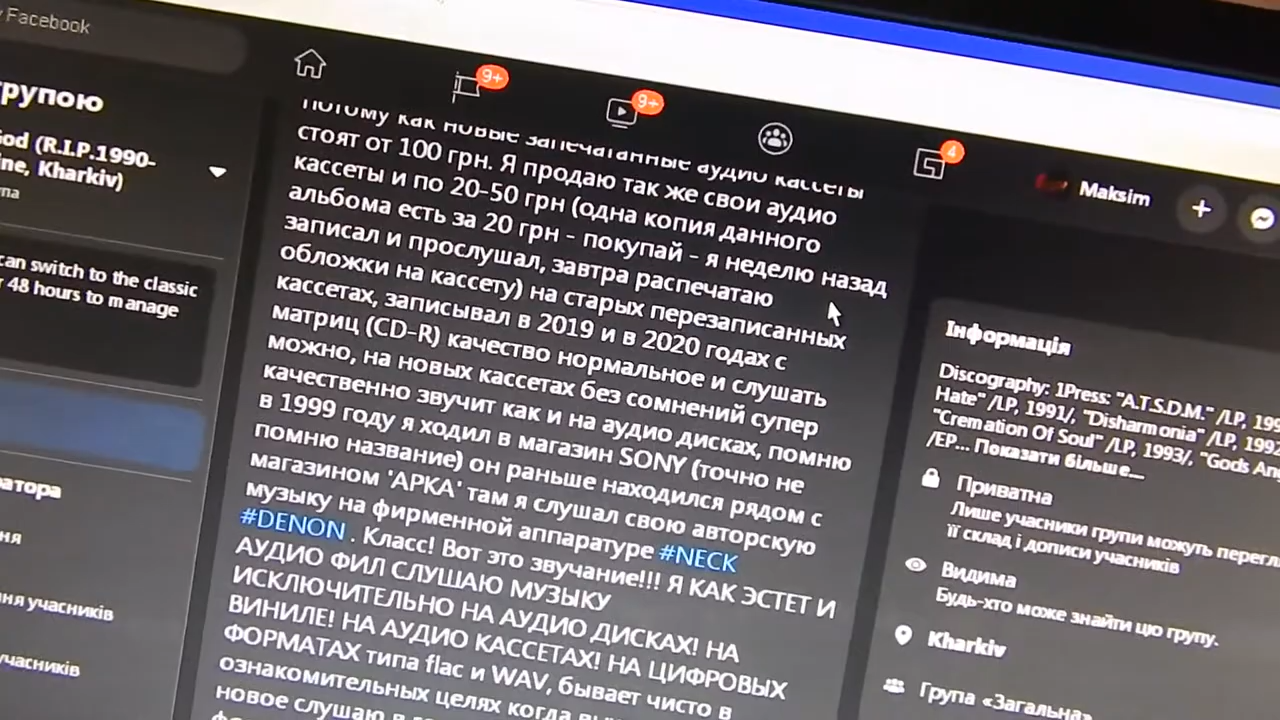 Facebook
9+
9+
4
Maksim
рупою
od (R.I.P.1990-
ne, Kharkiv)
can switch to the classic
48 hours to manage
ратора
ня
ня учасників
учасників
потому как новые запечатанные аудио кассеты
стоят от 100 грн. Я продаю так же свои аудио
кассеты и по 20-50 грн (одна копия данного
альбома есть за 20 грн - покупай - я неделю назад
записал и прослушал, завтра распечатаю
обложки на кассету) на старых перезаписанных
кассетах, записывал в 2019 и в 2020 годах с
матриц (CD-R) качество нормальное и слушать
можно, на новых кассетах без сомнений супер
качественно звучит как и на аудио дисках, помню
в 1999 году я ходил в магазин SONY (точно не
помню название) он раньше находился рядом с
магазином 'АРКА' там я слушал свою авторскую
музыку на фирменной аппаратуре #NECK
#DENON . Класс! Вот это звучание!!! Я КАК ЭСТЕТ И
АУДИО ФИЛ СЛУШАЮ МУЗЫКУ
ИСКЛЮЧИТЕЛЬНО НА АУДИО ДИСКАХ! НА
ВИНИЛЕ! НА АУДИО КАССЕТАХ! НА ЦИФРОВЫХ
ФОРМАТАХ типа flac и WAV, бывает чисто в
ознакомительных целях когда
новое слушаю в
Інформація
Discography: 1Press: "A.T.S.D.M." /LP, 199
Hate" /LP, 1991/, "Disharmonia" /LP, 1992
"Cremation Of Soul" /LP, 1993/, "Gods An
/EP... Показати більше...
Приватна
Лише учасники групи можуть перегл
її склад і дописи учасників
Видима
Будь-хто може знайти цю групу.
Kharkiv
Група «Загальна»